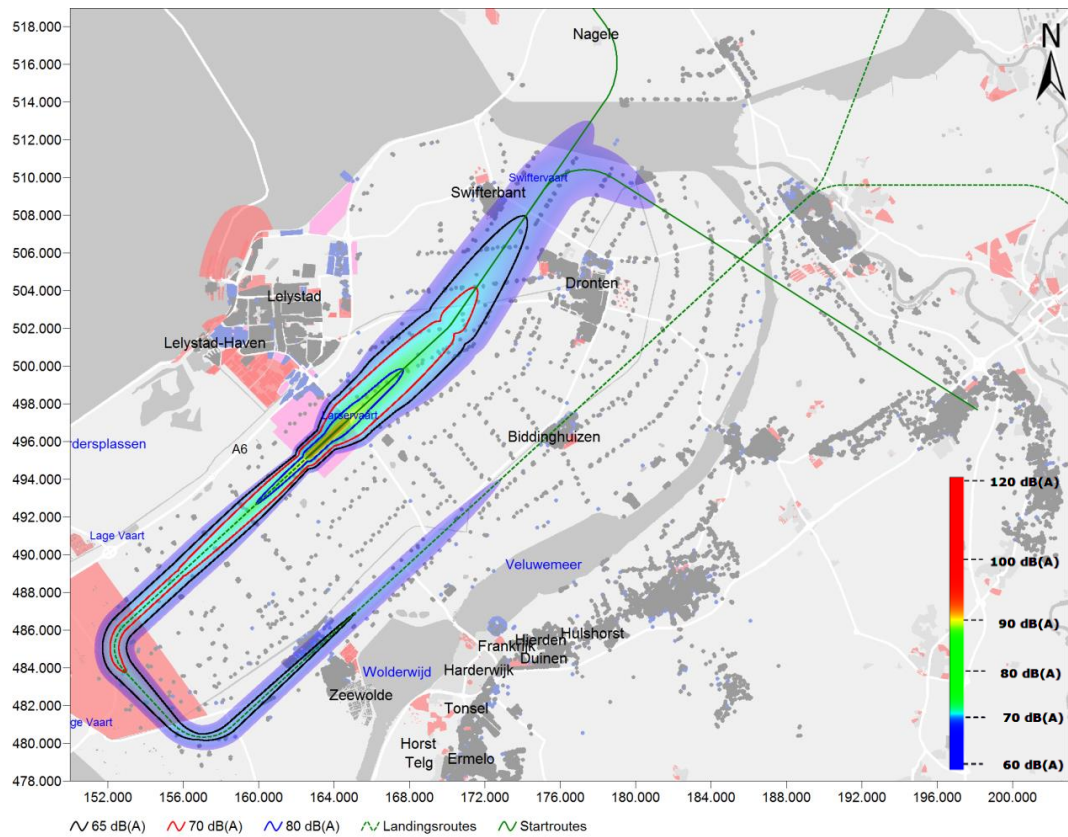 518.000
516.000
514.000
512.000
510.000
508.000
506.000
504.000
502.000
500.000
498.000
496.000
494.000
492.000
490.000
488.000
486.000
484.000
482.000
480.000
478.000
Nagele
N
Swiftervaart
Swifterbant
Dronten
Lelystad
Lelystad-Haven
Larservaart
Biddinghuizen
A6
dersplassen
Lage Vaart
Veluwemeer
Frankrijk
Hierden
Hulshorst
Duinen
Harderwijk
Wolderwijd
Zeewolde
Tonsel
ge Vaart
Horst
Telg
Ermelo
120 dB(A)
100 dB(A)
90 dB(A)
80 dB(A)
70 dB(A)
60 dB(A)
152.000 156.000 160.000 164.000 168.000 172.000 176.000 180.000 184.000 188.000 192.000 196.000 200.000
65 dB(A) 70 dB(A) 80 dB(A) Landingsroutes Startroutes